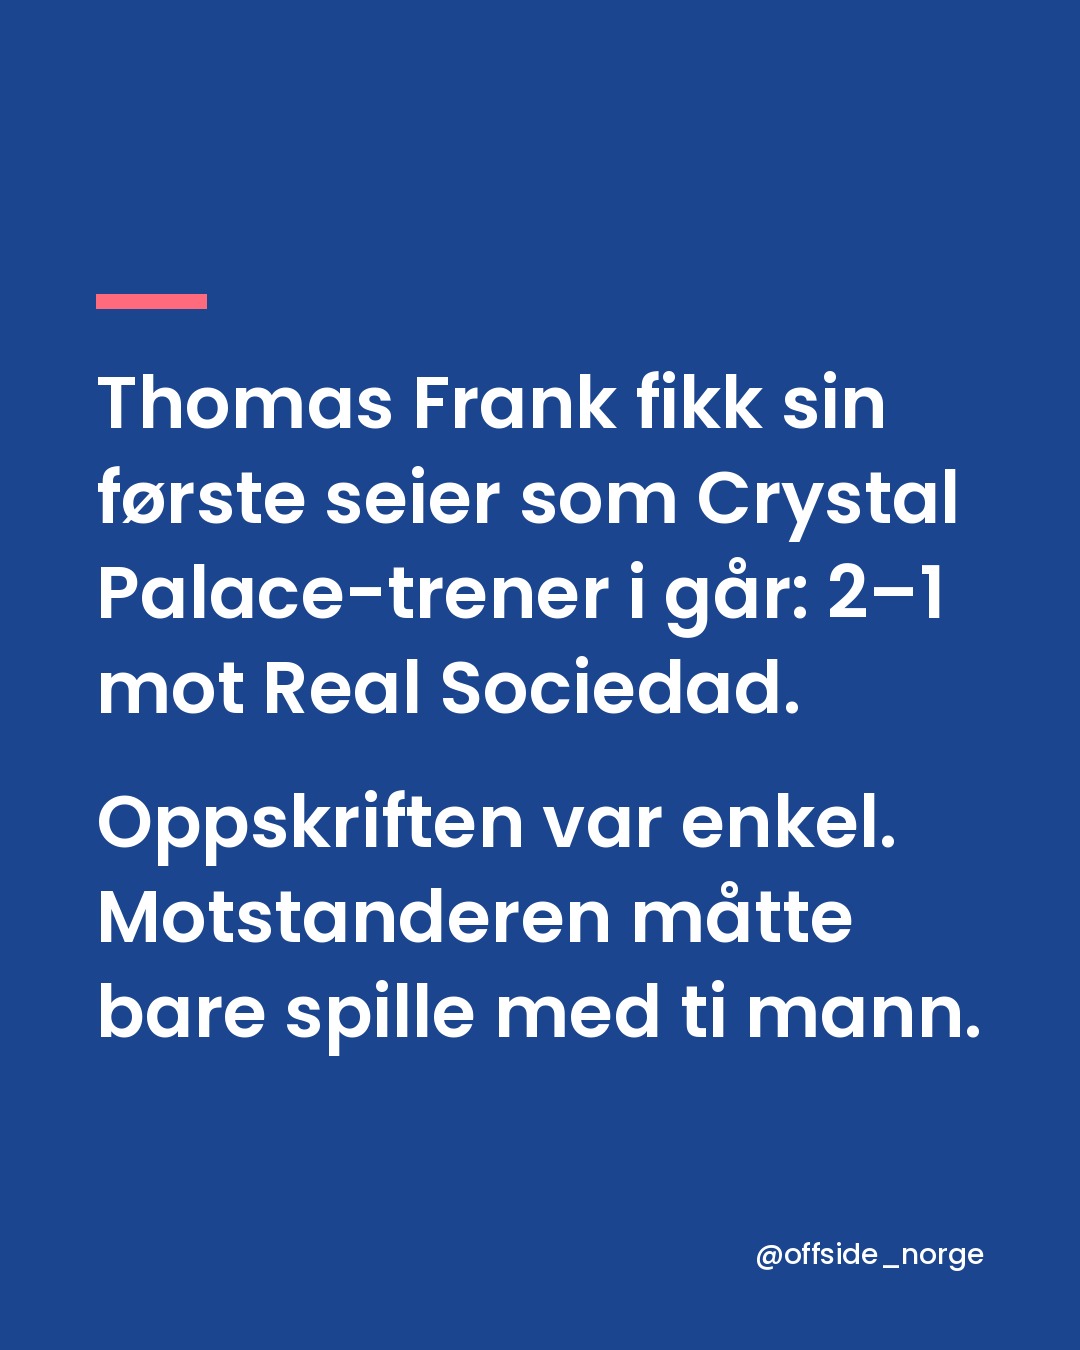 Thomas Frank fikk sin
første seier som Crystal
Palace-trener i går: 2–1
mot Real Sociedad.
Oppskriften var enkel.
Motstanderen måtte
bare spille med ti mann.
@offside_norge